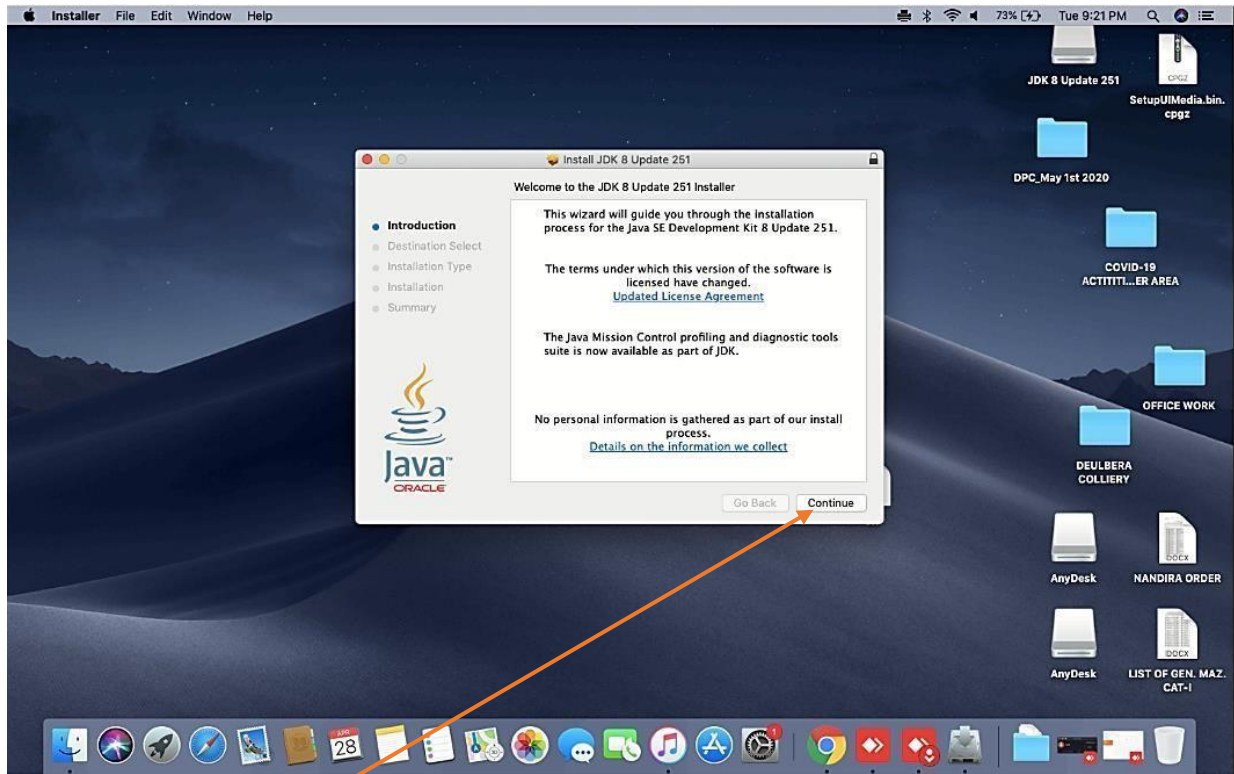 Installer File Edit Window Help
73% Tue 9:21 PM
JDK 8 Update 251
CPGZ
SetupUIMedia.bin.
cpgz
DPC_May 1st 2020
COVID-19
ACTITITI...ER AREA
OFFICE WORK
DEULBERA
COLLIERY
AnyDesk
DOCX
NANDIRA ORDER
AnyDesk
DOCX
LIST OF GEN. MAZ.
CAT-I
Install JDK 8 Update 251
Welcome to the JDK 8 Update 251 Installer
Introduction
Destination Select
Installation Type
Installation
Summary
Java™
ORACLE
This wizard will guide you through the installation
process for the Java SE Development Kit 8 Update 251.
The terms under which this version of the software is
licensed have changed.
Updated License Agreement
The Java Mission Control profiling and diagnostic tools
suite is now available as part of JDK.
No personal information is gathered as part of our install
process.
Details on the information we collect
Go Back Continue
APR
28
1